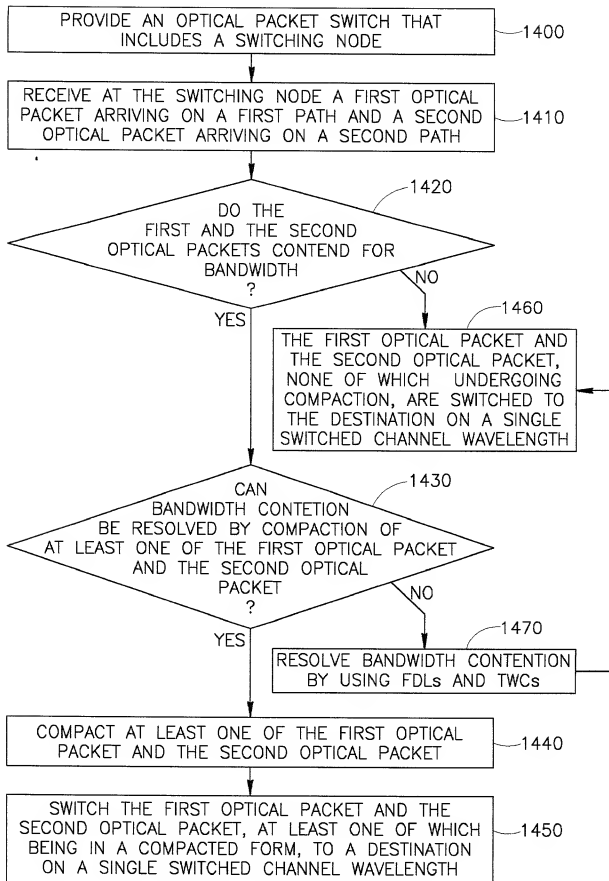 PROVIDE AN OPTICAL PACKET SWITCH THAT
INCLUDES A SWITCHING NODE
1400
RECEIVE AT THE SWITCHING NODE A FIRST OPTICAL
PACKET ARRIVING ON A FIRST PATH AND A SECOND
OPTICAL PACKET ARRIVING ON A SECOND PATH
1410
1420
DO THE
FIRST AND THE SECOND
OPTICAL PACKETS CONTEND FOR
BANDWIDTH
?
NO
YES
1460
THE FIRST OPTICAL PACKET AND
THE SECOND OPTICAL PACKET,
NONE OF WHICH UNDERGOING
COMPACTION, ARE SWITCHED TO
THE DESTINATION ON A SINGLE
SWITCHED CHANNEL WAVELENGTH
1430
CAN
BANDWIDTH CONTETION
BE RESOLVED BY COMPACTION OF
AT LEAST ONE OF THE FIRST OPTICAL PACKET
AND THE SECOND OPTICAL
PACKET
?
NO
YES
1470
RESOLVE BANDWIDTH CONTENTION
BY USING FDLs AND TWCs
COMPACT AT LEAST ONE OF THE FIRST OPTICAL
PACKET AND THE SECOND OPTICAL PACKET
1440
SWITCH THE FIRST OPTICAL PACKET AND THE
SECOND OPTICAL PACKET, AT LEAST ONE OF WHICH
BEING IN A COMPACTED FORM, TO A DESTINATION
ON A SINGLE SWITCHED CHANNEL WAVELENGTH
1450